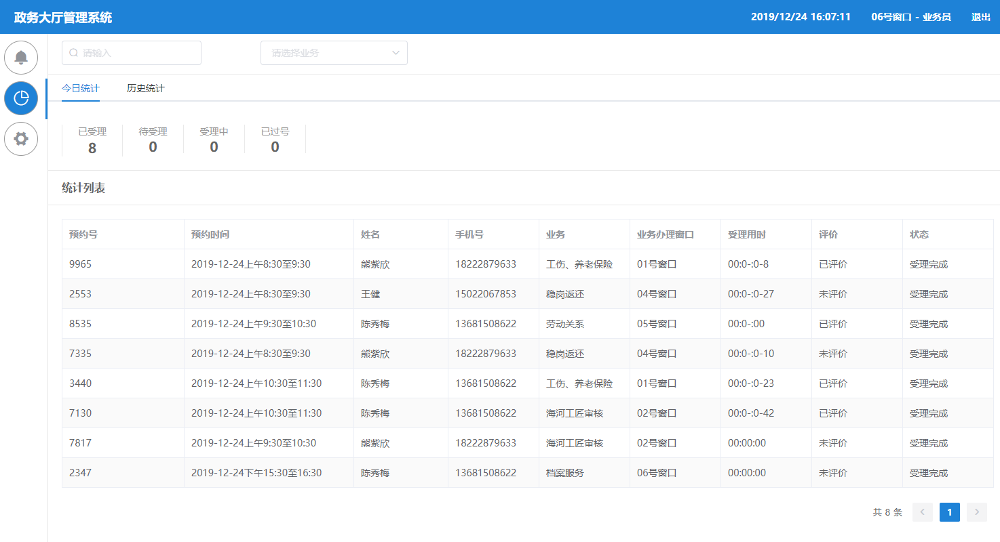 政务大厅管理系统 2019/12/24 16:07:11 06号窗口 - 业务员 退出
请输入 请选择业务
今日统计 历史统计
已受理 待受理 受理中 已过号
8 0 0 0
统计列表
预约号 预约时间 姓名 手机号 业务 业务办理窗口 受理用时 评价 状态
9965 2019-12-24上午8:30至9:30 熊紫欣 18222879633 工伤、养老保险 01号窗口 00:0-:0-8 已评价 受理完成
2553 2019-12-24上午8:30至9:30 王健 15022067853 稳岗返还 04号窗口 00:0-:0-27 未评价 受理完成
8535 2019-12-24上午9:30至10:30 陈秀梅 13681508622 劳动关系 05号窗口 00:0-:00 已评价 受理完成
7335 2019-12-24上午8:30至9:30 熊紫欣 18222879633 稳岗返还 04号窗口 00:0-:0-10 未评价 受理完成
3440 2019-12-24上午10:30至11:30 陈秀梅 13681508622 工伤、养老保险 01号窗口 00:0-:0-23 已评价 受理完成
7130 2019-12-24上午10:30至11:30 陈秀梅 13681508622 海河工匠审核 02号窗口 00:0-:0-42 已评价 受理完成
7817 2019-12-24上午9:30至10:30 熊紫欣 18222879633 海河工匠审核 02号窗口 00:00:00 未评价 受理完成
2347 2019-12-24下午15:30至16:30 陈秀梅 13681508622 档案服务 06号窗口 00:00:00 未评价 受理完成
共 8 条 1